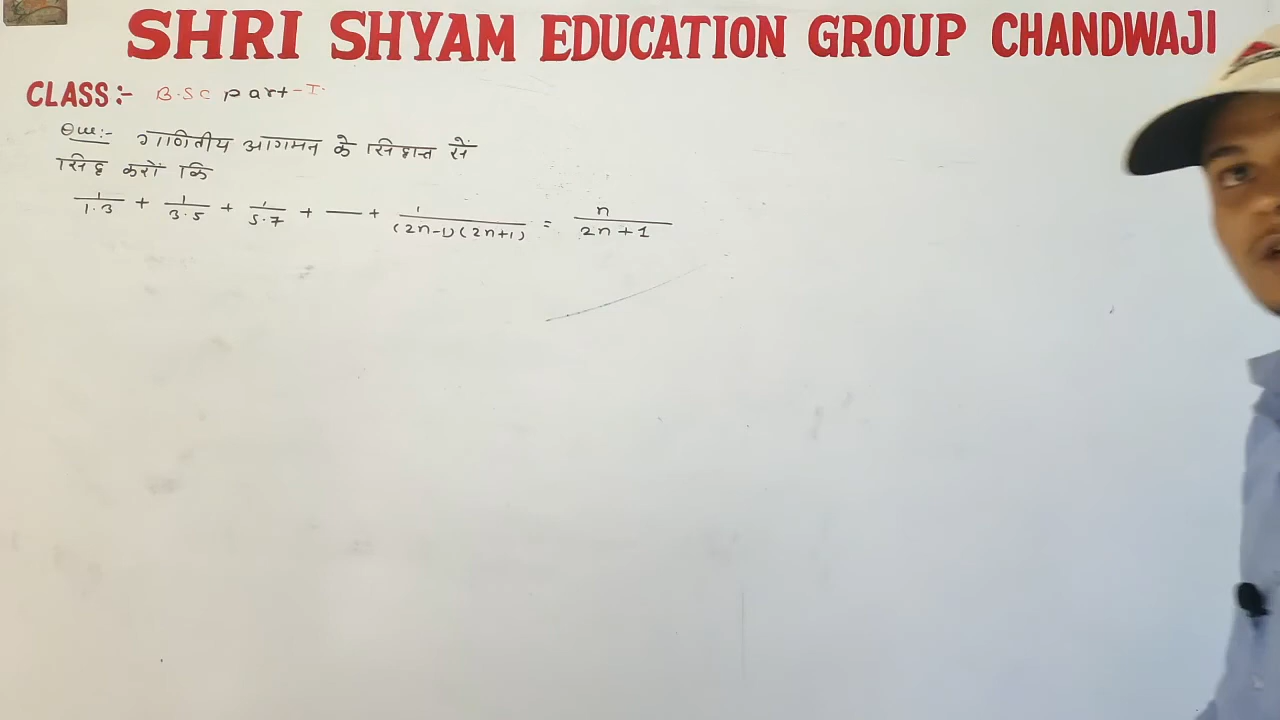 SHRI SHYAM EDUCATION GROUP CHANDWAJI
CLASS:- B.SC part-I.
Que:- गाणितीय आगमन के सिद्वान्त सें
सिद्व करों कि
1/1.3 + 1/3.5 + 1/5.7 + — + 1/(2n-1)(2n+1) = n/2n+1